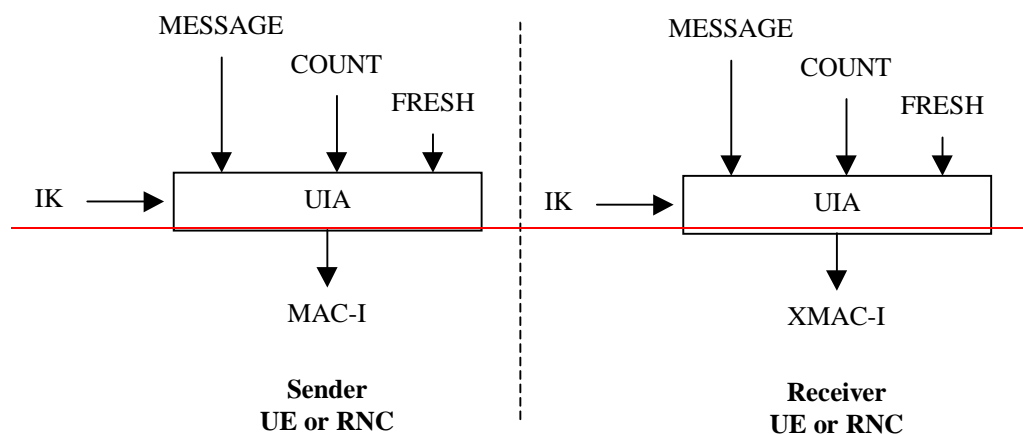 MESSAGE
COUNT
FRESH
IK
UIA
MAC-I
Sender
UE or RNC
MESSAGE
COUNT
FRESH
IK
UIA
XMAC-I
Receiver
UE or RNC